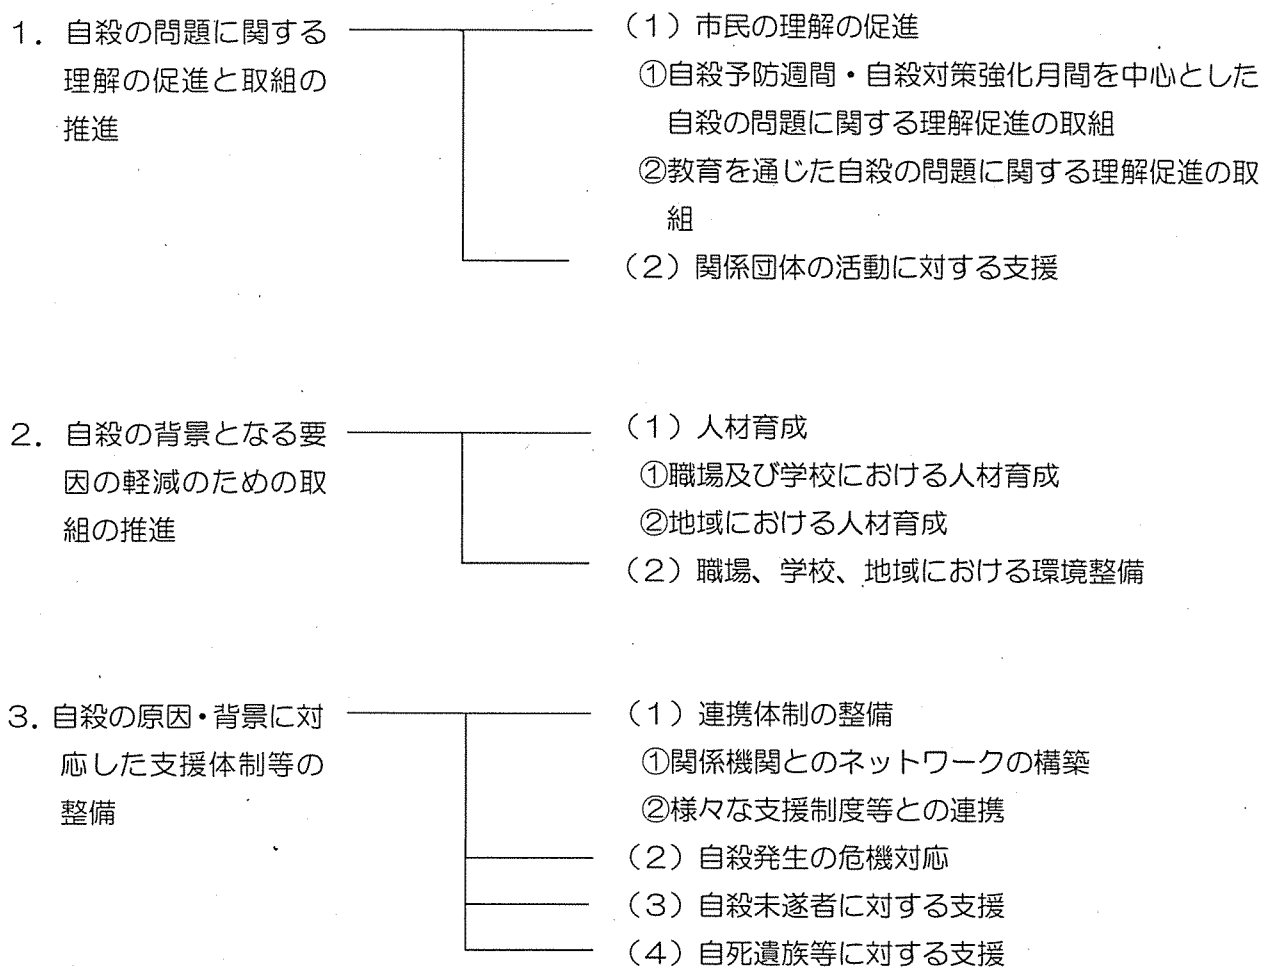 1．自殺の問題に関する
理解の促進と取組の
推進
（1）市民の理解の促進
①自殺予防週間・自殺対策強化月間を中心とした
自殺の問題に関する理解促進の取組
②教育を通じた自殺の問題に関する理解促進の取
組
（2）関係団体の活動に対する支援
2．自殺の背景となる要
因の軽減のための取
組の推進
（1）人材育成
①職場及び学校における人材育成
②地域における人材育成
（2）職場、学校、地域における環境整備
3．自殺の原因・背景に対
応した支援体制等の
整備
（1）連携体制の整備
①関係機関とのネットワークの構築
②様々な支援制度等との連携
（2）自殺発生の危機対応
（3）自殺未遂者に対する支援
（4）自死遺族等に対する支援